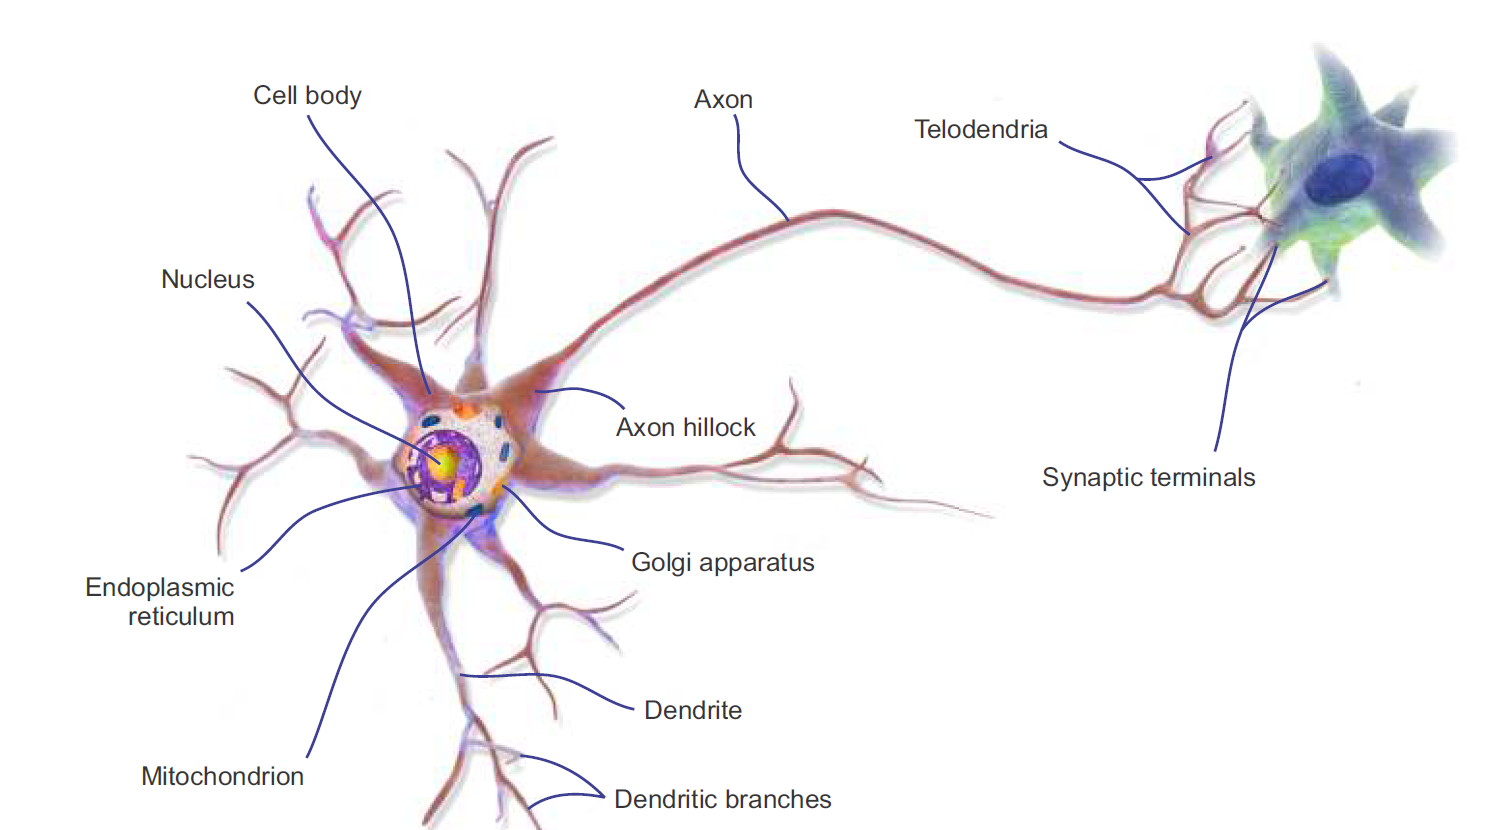 Cell body
Axon
Telodendria
Nucleus
Axon hillock
Synaptic terminals
Golgi apparatus
Endoplasmic
reticulum
Dendrite
Mitochondrion
Dendritic branches